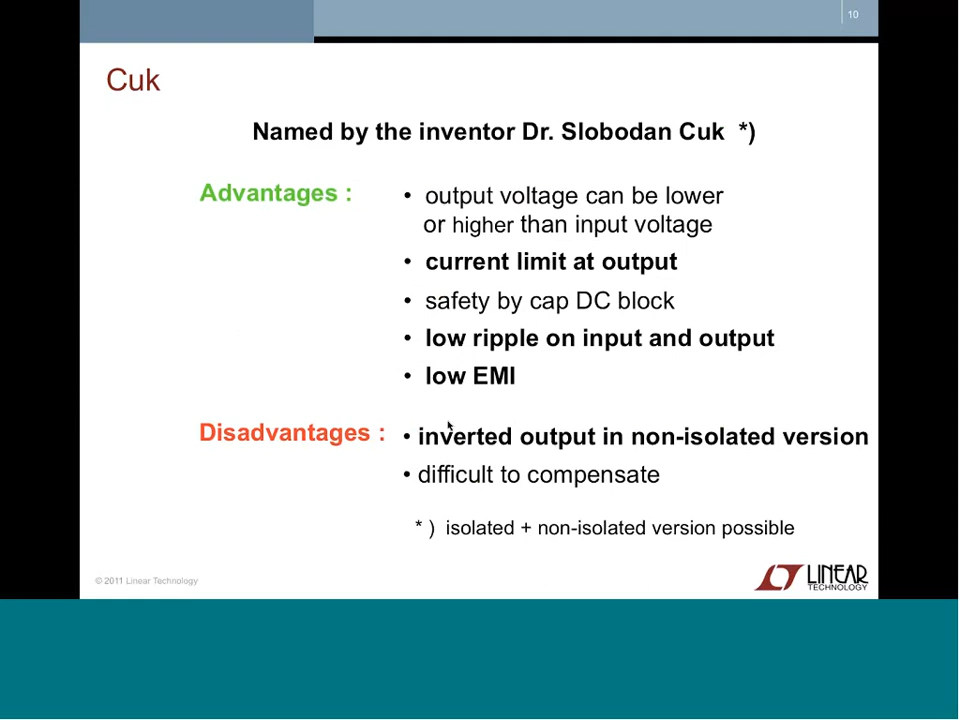 10
Cuk
Named by the inventor Dr. Slobodan Cuk *)
Advantages :
• output voltage can be lower
or higher than input voltage
• current limit at output
• safety by cap DC block
• low ripple on input and output
• low EMI
Disadvantages :
• inverted output in non-isolated version
• difficult to compensate
* ) isolated + non-isolated version possible
© 2011 Linear Technology
LINEAR
TECHNOLOGY